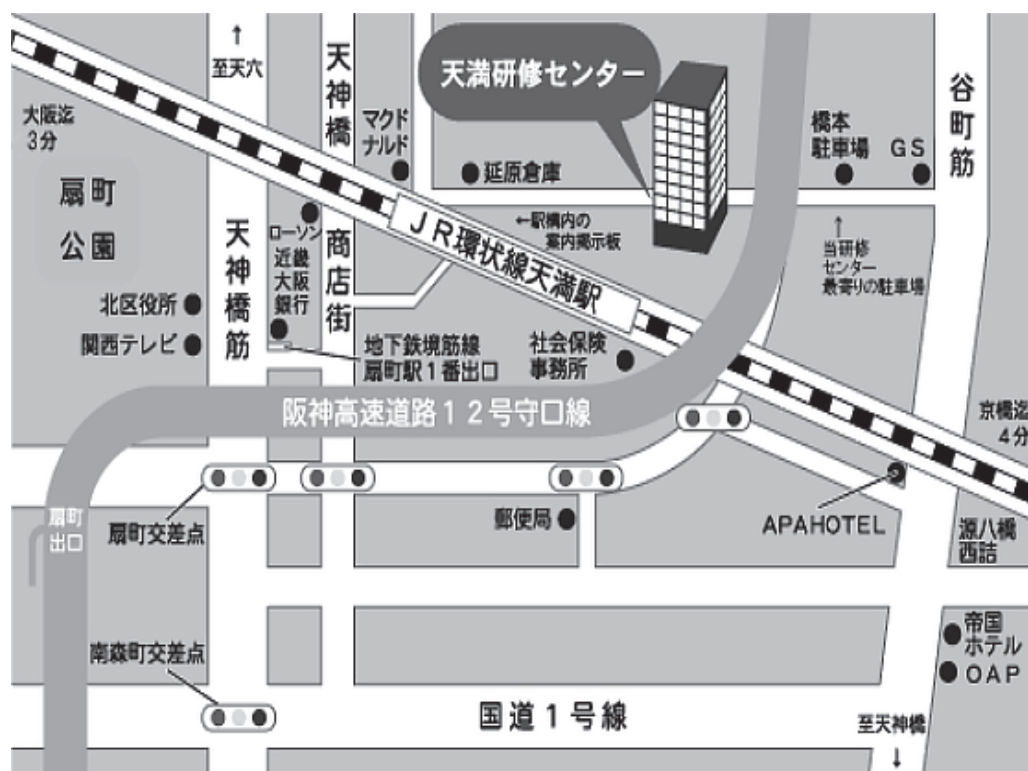 ↑
至天六
天神橋
商店街
天満研修センター
谷町筋
大阪迄
3分
マクド
ナルド
橋本
駐車場
GS
延原倉庫
扇町
公園
天神橋筋
ローソン
近畿
大阪
銀行
JR環状線天満駅
←駅構内の
案内掲示板
↑
当研修
センター
最寄りの駐車場
北区役所
関西テレビ
地下鉄境筋線
扇町駅1番出口
社会保険
事務所
阪神高速道路12号守口線
京橋迄
4分
扇町
出口
扇町交差点
郵便局
APAHOTEL
源八橋
西詰
帝国
ホテル
OAP
南森町交差点
国道1号線
至天神橋
↓